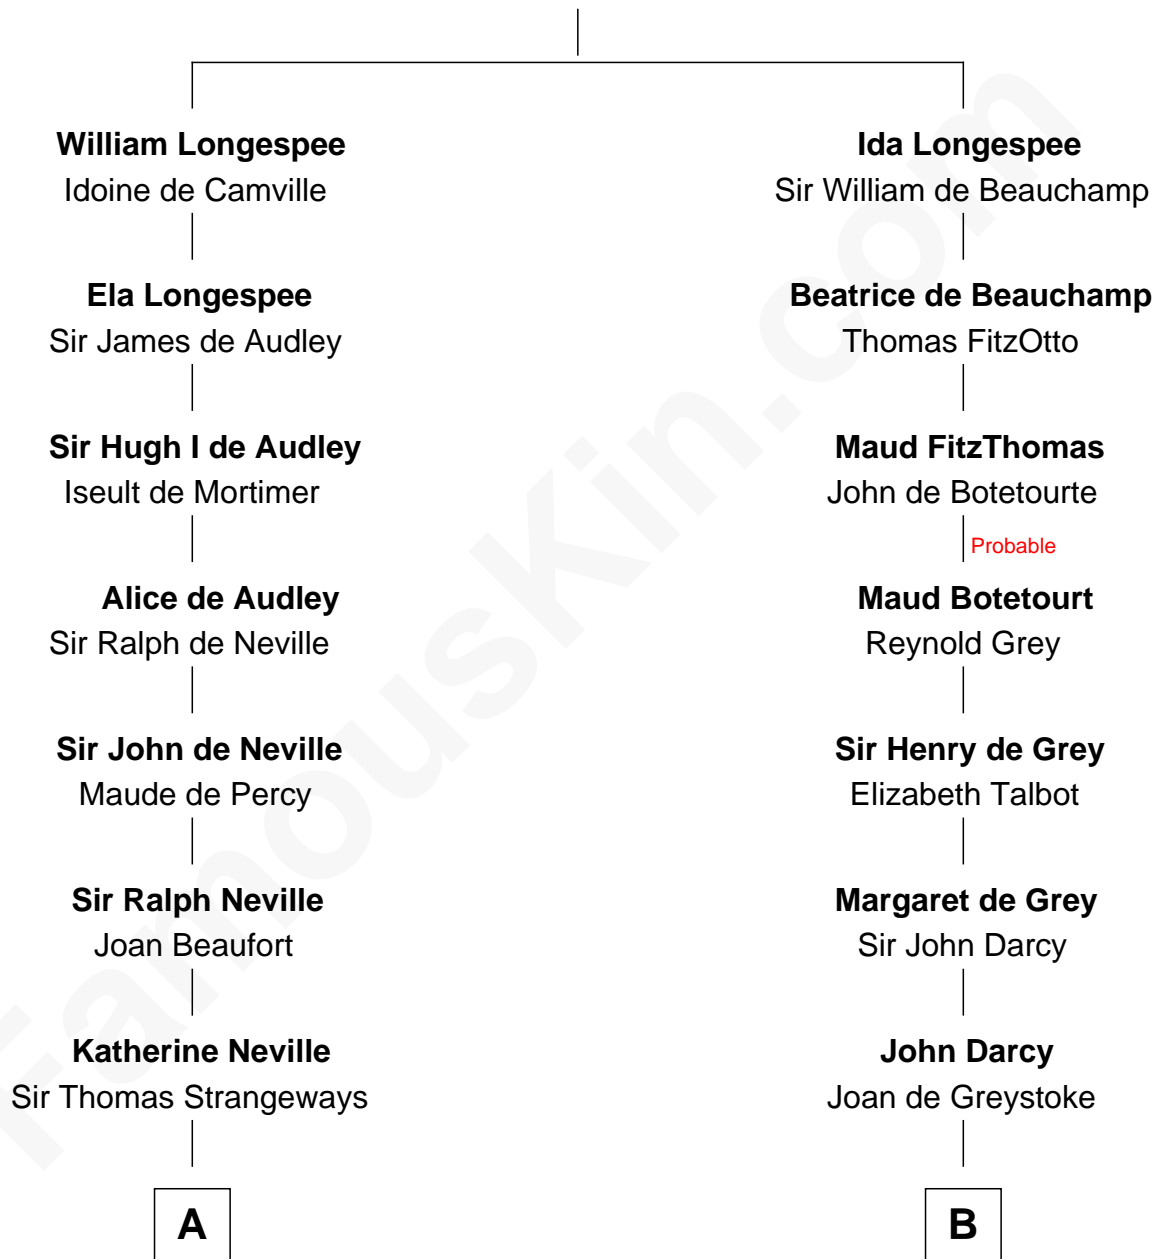 William Longespee
Idoine de Camville
Ela Longespee
Sir James de Audley
Sir Hugh I de Audley
Iseult de Mortimer
Alice de Audley
Sir Ralph de Neville
Sir John de Neville
Maude de Percy
Sir Ralph Neville
Joan Beaufort
Katherine Neville
Sir Thomas Strangeways
A
Ida Longespee
Sir William de Beauchamp
Beatrice de Beauchamp
Thomas FitzOtto
Maud FitzThomas
John de Botetourte
Probable
Maud Botetourt
Reynold Grey
Sir Henry de Grey
Elizabeth Talbot
Margaret de Grey
Sir John Darcy
John Darcy
Joan de Greystoke
B
FamousKin.com